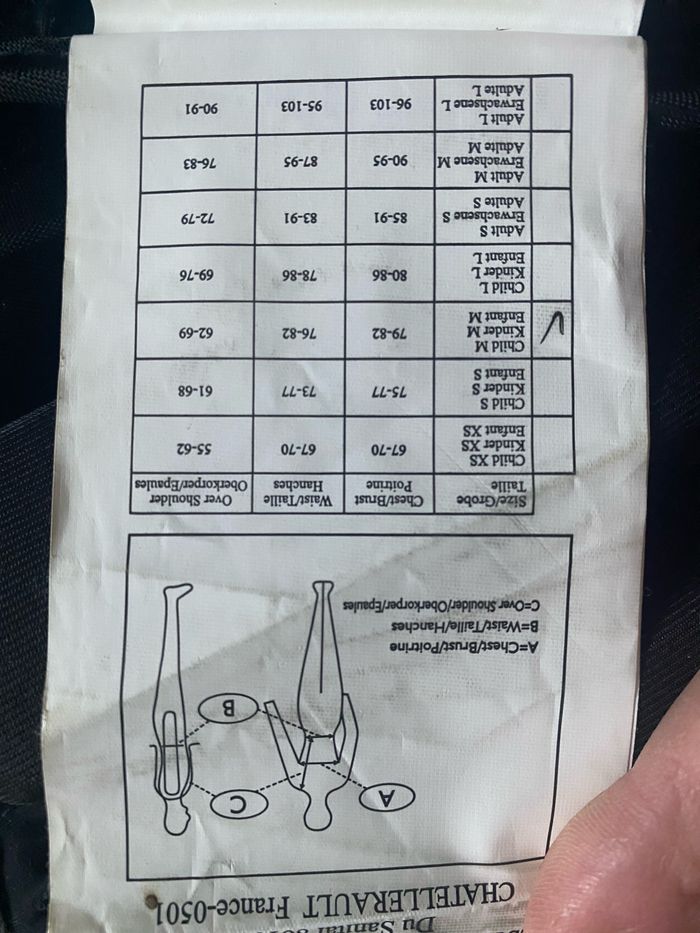 Du
CHATELLERAULT France-0501
A
C
B
A=Chest/Brust/Poitrine
B=Waist/Taille/Hanches
C=Over Shoulder/Oberkorper/Epaules
Size/Grobe Chest/Brust Waist/Taille Over Shoulder
Taille Poitrine Hanches Oberkorper/Epaules
Child XS
Kinder XS 67-70 67-70 55-62
Enfant XS
Child S
Kinder S 75-77 73-77 61-68
Enfant S
Child M
Kinder M 79-82 76-82 62-69
Enfant M
Child L
Kinder L 80-86 78-86 69-76
Enfant L
Adult S
Erwachsene S 85-91 83-91 72-79
Adulte S
Adult M
Erwachsene M 90-95 87-95 76-83
Adulte M
Adult L
Erwachsene L 96-103 95-103 90-91
Adulte L